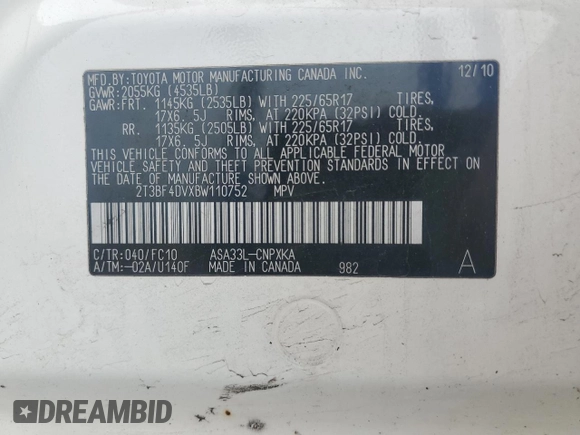 MFD.BY:TOYOTA MOTOR MANUFACTURING CANADA INC. 12/10
GVWR:2055KG (4535LB)
GAWR:FRT. 1145KG (2535LB) WITH 225/65R17 TIRES,
17X6. 5J RIMS, AT 220KPA (32PSI) COLD.
RR. 1135KG (2505LB) WITH 225/65R17 TIRES,
17X6. 5J RIMS, AT 220KPA (32PSI) COLD.
THIS VEHICLE CONFORMS TO ALL APPLICABLE FEDERAL MOTOR
VEHICLE SAFETY AND THEFT PREVENTION STANDARDS IN
EFFECT ON THE DATE OF MANUFACTURE SHOWN ABOVE.
2T3BF4DVXBW110752 MPV
C/TR:040/FC10 ASA33L-CNPXKA
A/TM:-02A/U140F MADE IN CANADA 982 A
DREAMBID